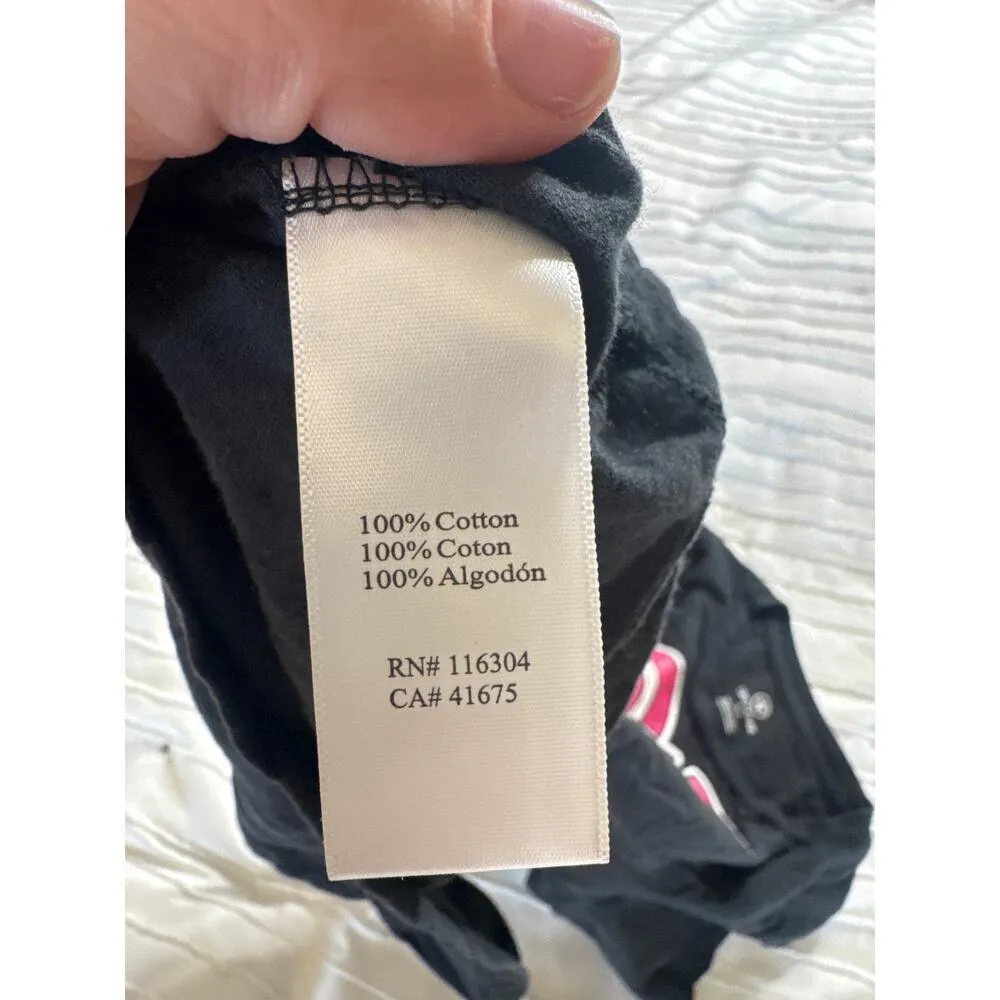 100% Cotton
100% Coton
100% Algodón
RN# 116304
CA# 41675